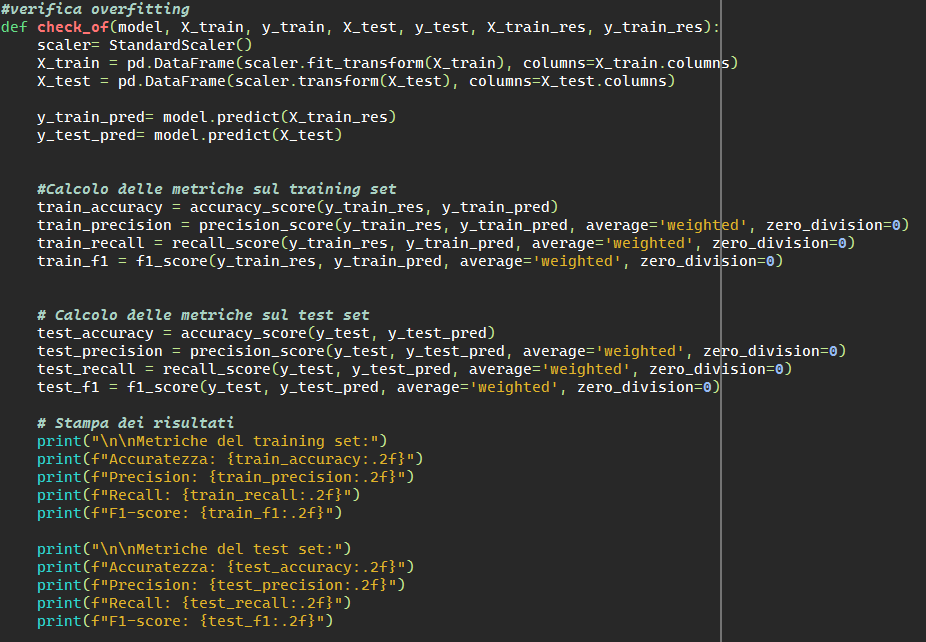 #verifica overfitting
def check_of(model, X_train, y_train, X_test, y_test, X_train_res, y_train_res):
    scaler= StandardScaler()
    X_train = pd.DataFrame(scaler.fit_transform(X_train), columns=X_train.columns)
    X_test = pd.DataFrame(scaler.transform(X_test), columns=X_test.columns)

    y_train_pred= model.predict(X_train_res)
    y_test_pred= model.predict(X_test)

    #Calcolo delle metriche sul training set
    train_accuracy = accuracy_score(y_train_res, y_train_pred)
    train_precision = precision_score(y_train_res, y_train_pred, average='weighted', zero_division=0)
    train_recall = recall_score(y_train_res, y_train_pred, average='weighted', zero_division=0)
    train_f1 = f1_score(y_train_res, y_train_pred, average='weighted', zero_division=0)

    # Calcolo delle metriche sul test set
    test_accuracy = accuracy_score(y_test, y_test_pred)
    test_precision = precision_score(y_test, y_test_pred, average='weighted', zero_division=0)
    test_recall = recall_score(y_test, y_test_pred, average='weighted', zero_division=0)
    test_f1 = f1_score(y_test, y_test_pred, average='weighted', zero_division=0)

    # Stampa dei risultati
    print("\n\nMetriche del training set:")
    print(f"Accuratezza: {train_accuracy:.2f}")
    print(f"Precision: {train_precision:.2f}")
    print(f"Recall: {train_recall:.2f}")
    print(f"F1-score: {train_f1:.2f}")

    print("\n\nMetriche del test set:")
    print(f"Accuratezza: {test_accuracy:.2f}")
    print(f"Precision: {test_precision:.2f}")
    print(f"Recall: {test_recall:.2f}")
    print(f"F1-score: {test_f1:.2f}")